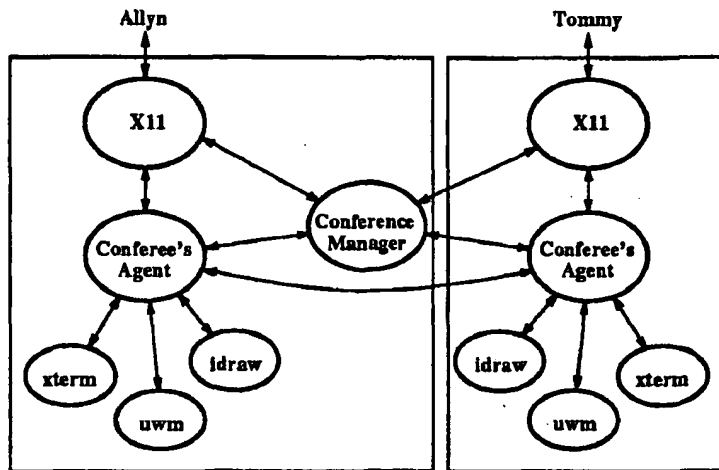 Allyn
Tommy
X11
X11
Conference
Manager
Conferee's
Agent
Conferee's
Agent
xterm
uwm
idraw
idraw
uwm
xterm